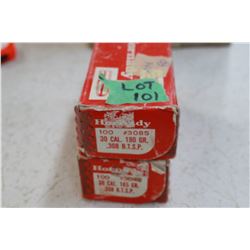 LOT
101
Hornady
100 #3085
30 CAL. 180 GR.
.308 B.T.S.P.
100
30 CAL. 165 GR.
.308 B.T.S.P.